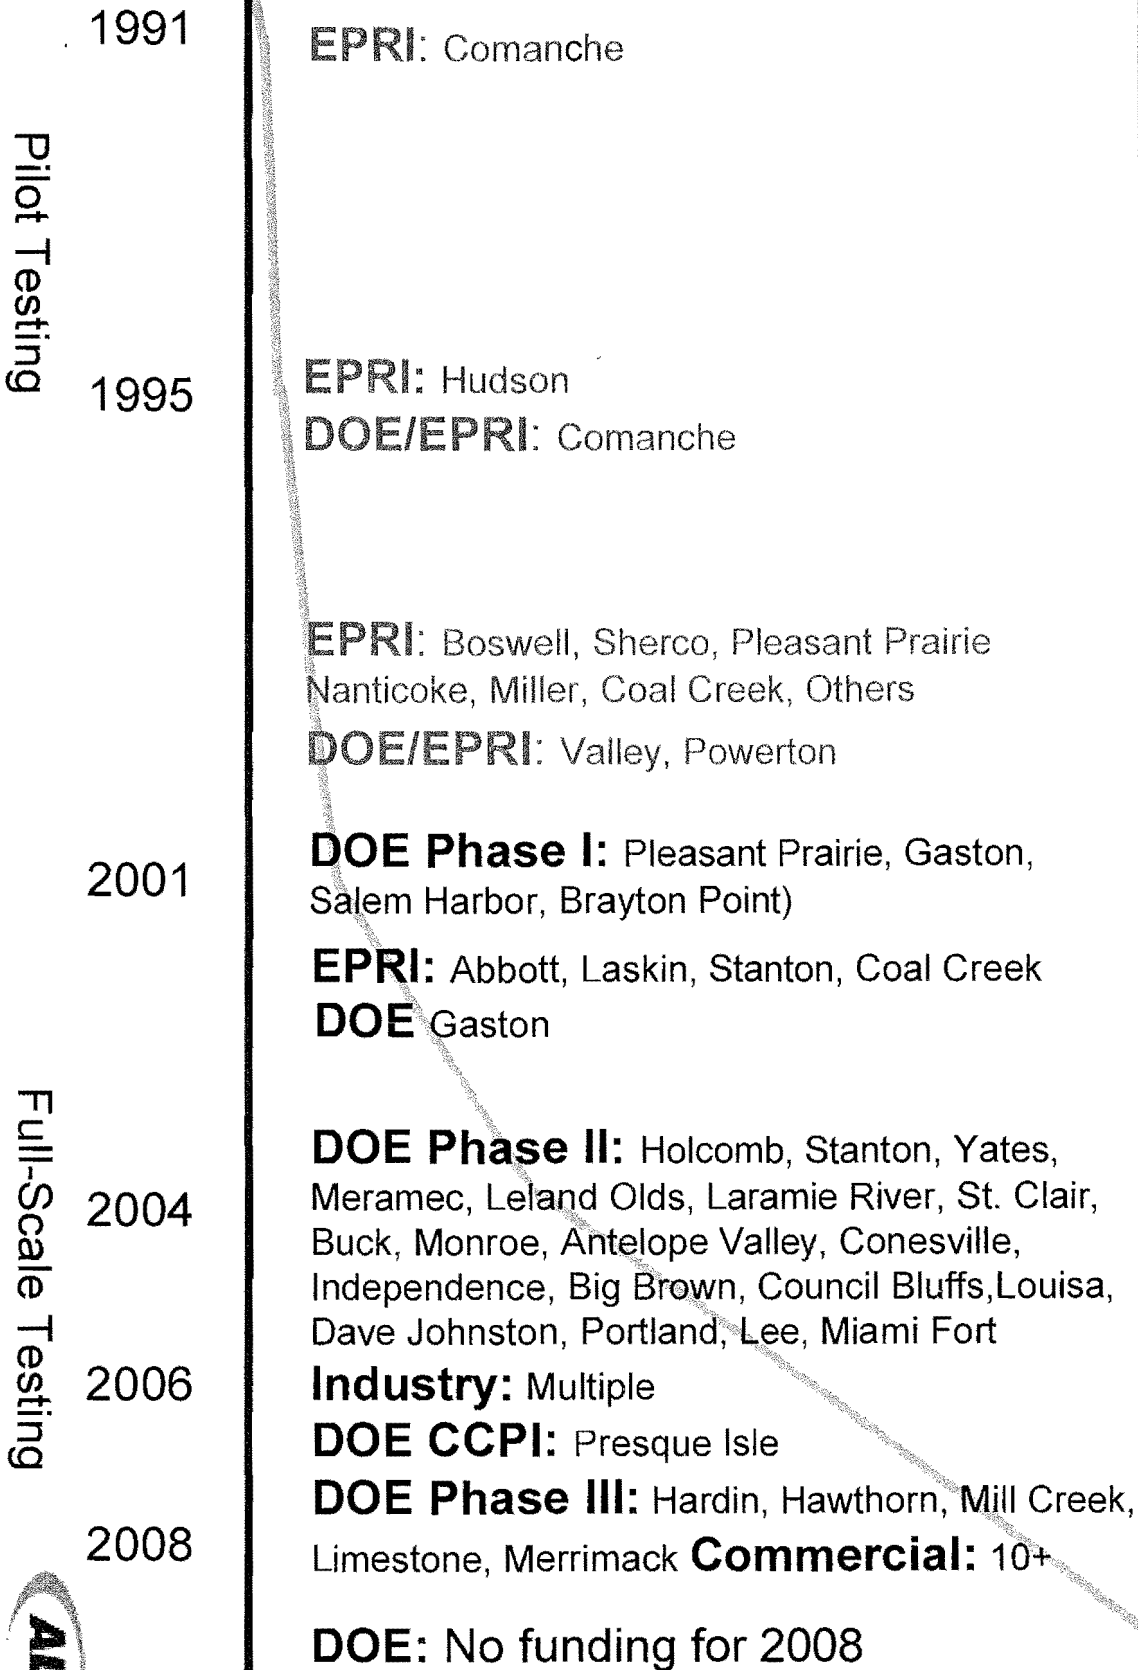 1991
EPRI: Comanche
Pilot Testing
1995
EPRI: Hudson
DOE/EPRI: Comanche
EPRI: Boswell, Sherco, Pleasant Prairie
Nanticoke, Miller, Coal Creek, Others
DOE/EPRI: Valley, Powerton
2001
DOE Phase I: Pleasant Prairie, Gaston,
Salem Harbor, Brayton Point)
EPRI: Abbott, Laskin, Stanton, Coal Creek
DOE Gaston
Full-Scale Testing
2004
DOE Phase II: Holcomb, Stanton, Yates,
Meramec, Leland Olds, Laramie River, St. Clair,
Buck, Monroe, Antelope Valley, Conesville,
Independence, Big Brown, Council Bluffs,Louisa,
Dave Johnston, Portland, Lee, Miami Fort
2006
Industry: Multiple
DOE CCPI: Presque Isle
DOE Phase III: Hardin, Hawthorn, Mill Creek,
2008
Limestone, Merrimack Commercial: 10+
DOE: No funding for 2008